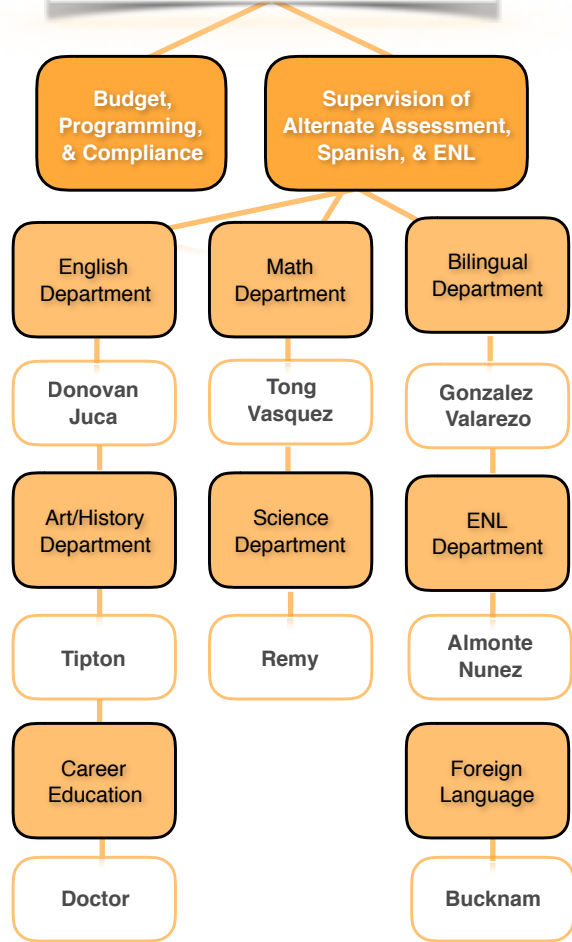 Budget,
Programming,
& Compliance
Supervision of
Alternate Assessment,
Spanish, & ENL
English
Department
Math
Department
Bilingual
Department
Donovan
Juca
Tong
Vasquez
Gonzalez
Valarezo
Art/History
Department
Science
Department
ENL
Department
Tipton
Remy
Almonte
Nunez
Career
Education
Foreign
Language
Doctor
Bucknam